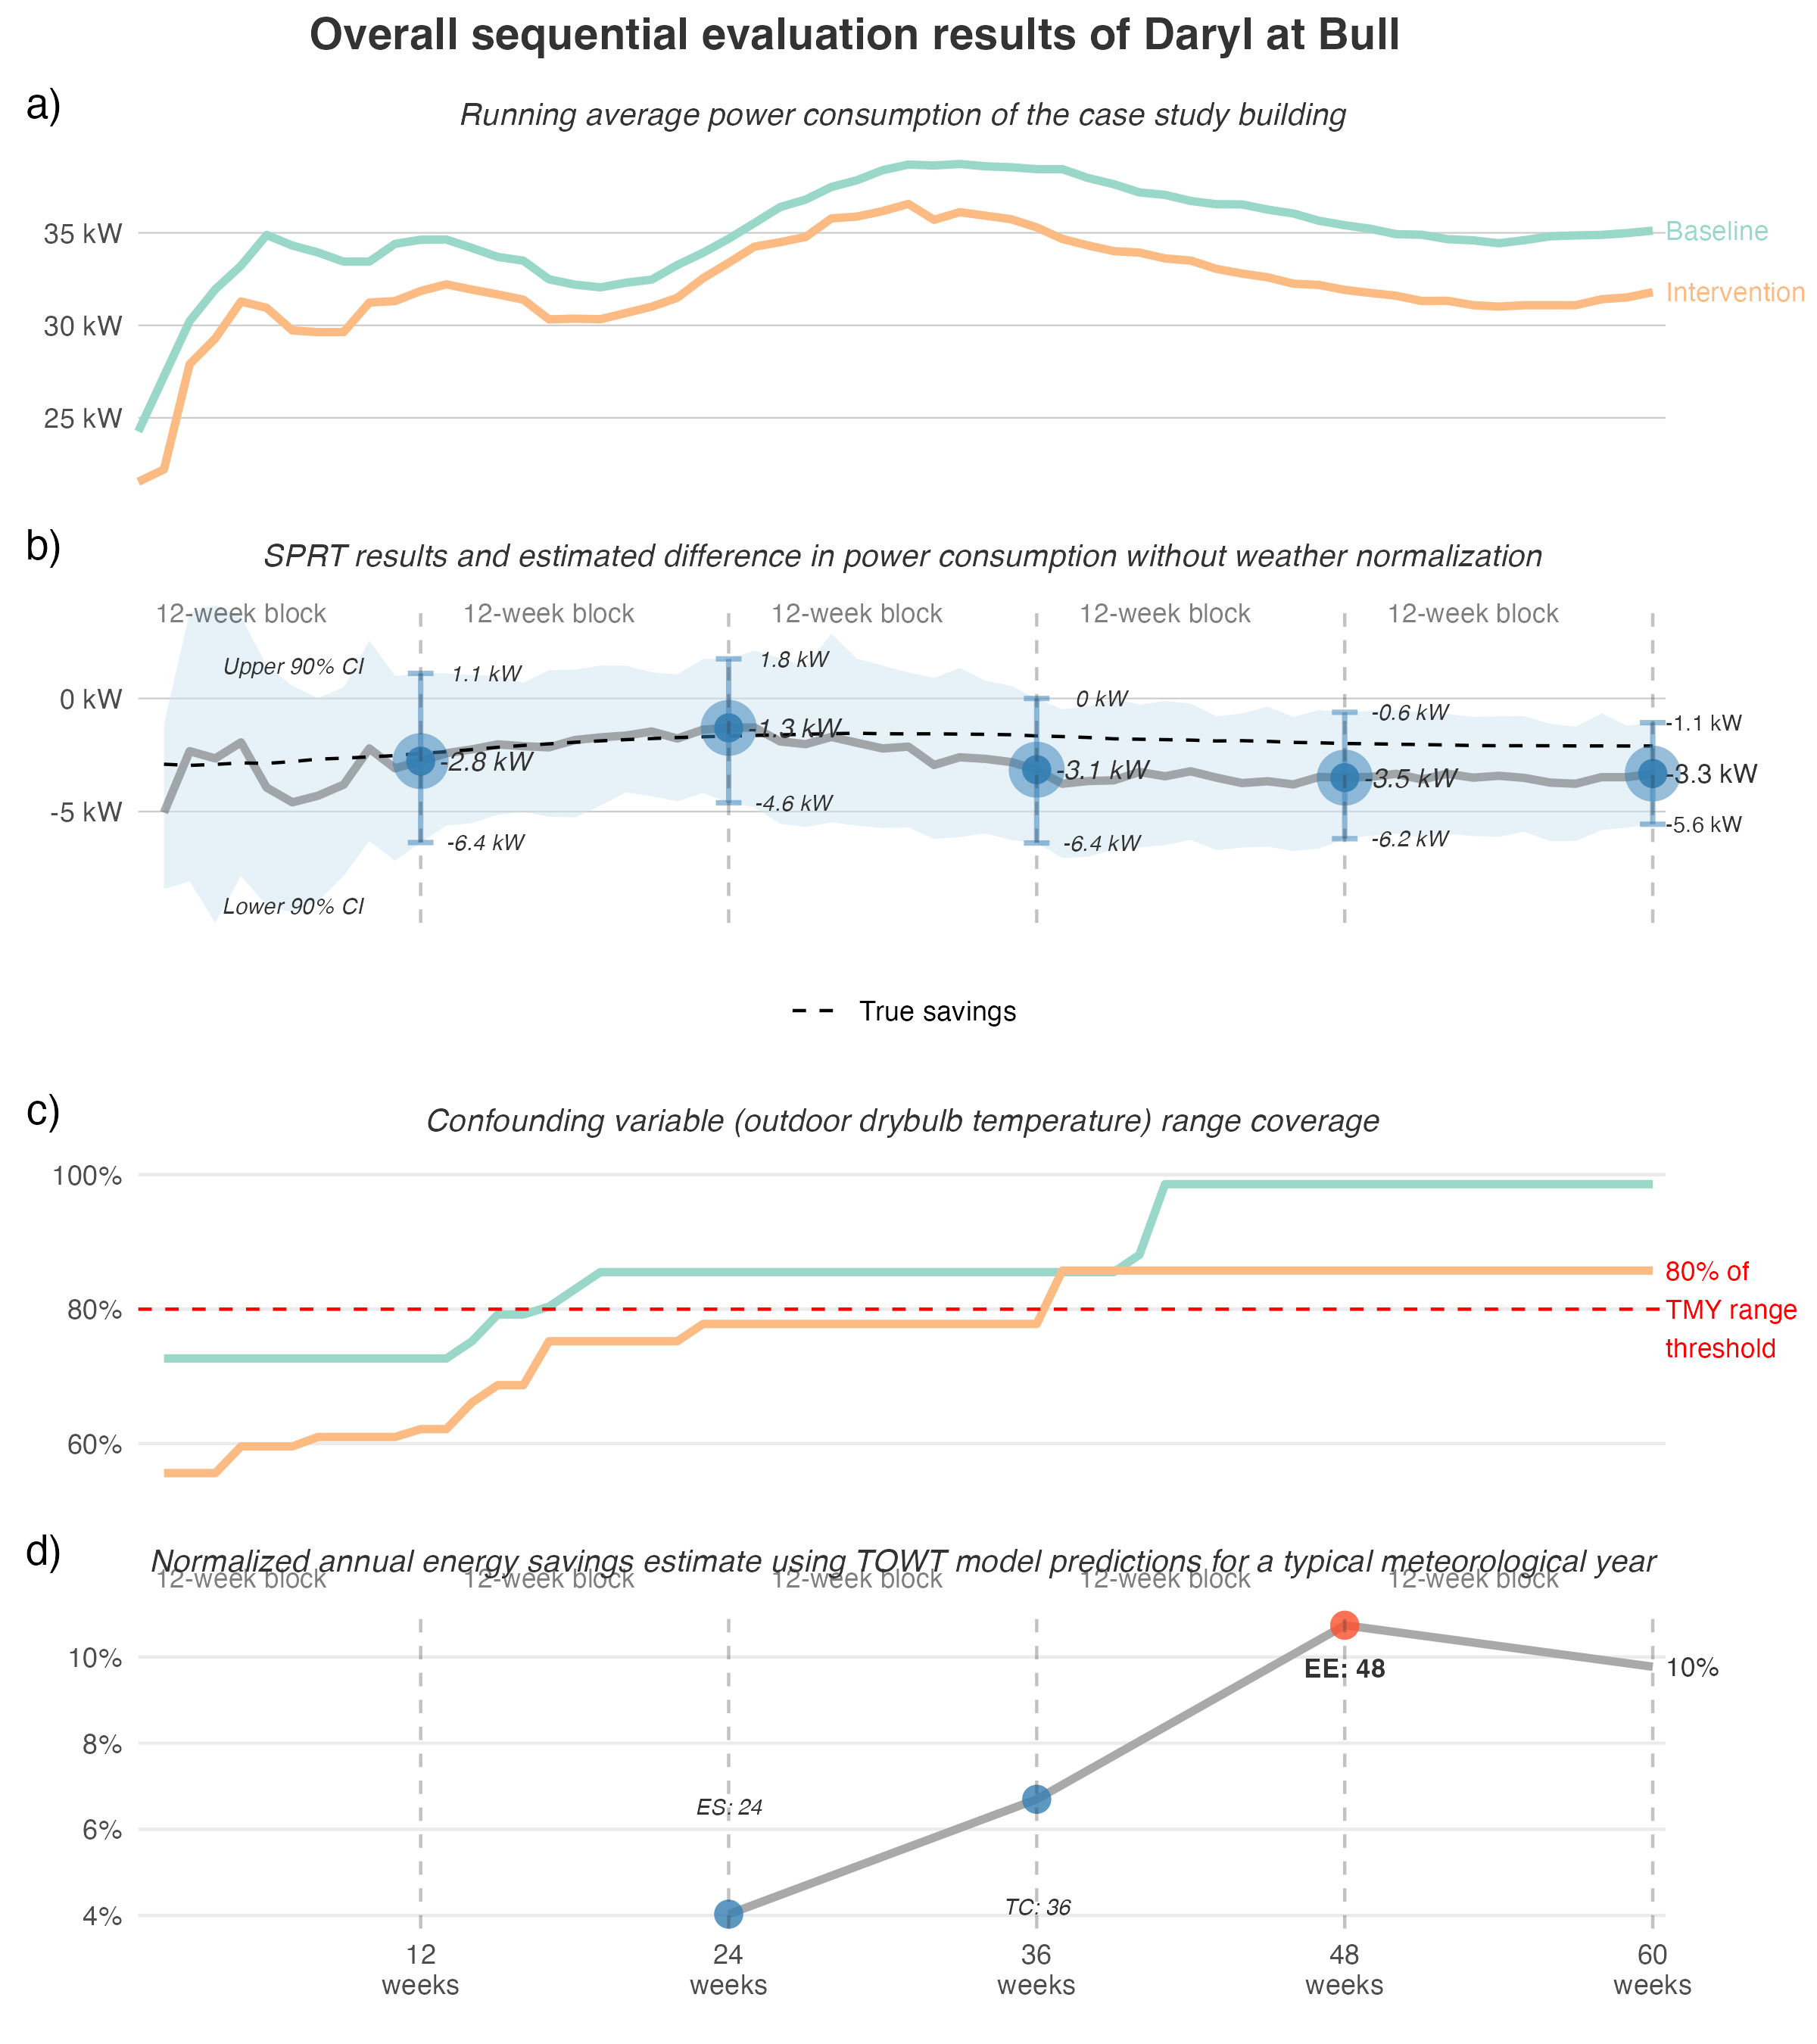 Overall sequential evaluation results of Daryl at Bull
a)
Running average power consumption of the case study building
35 kW
30 kW
25 kW
Baseline
Intervention
b)
SPRT results and estimated difference in power consumption without weather normalization
12-week block 12-week block 12-week block 12-week block 12-week block
Upper 90% CI
Lower 90% CI
0 kW
-5 kW
1.1 kW
-2.8 kW
-6.4 kW
1.8 kW
-1.3 kW
-4.6 kW
0 kW
-3.1 kW
-6.4 kW
-0.6 kW
-3.5 kW
-6.2 kW
-1.1 kW
-3.3 kW
-5.6 kW
True savings
c)
Confounding variable (outdoor drybulb temperature) range coverage
100%
80%
60%
80% of
TMY range
threshold
d)
Normalized annual energy savings estimate using TOWT model predictions for a typical meteorological year
12-week block 12-week block 12-week block 12-week block 12-week block
10%
8%
6%
4%
ES: 24
TC: 36
EE: 48
10%
12 weeks
24 weeks
36 weeks
48 weeks
60 weeks